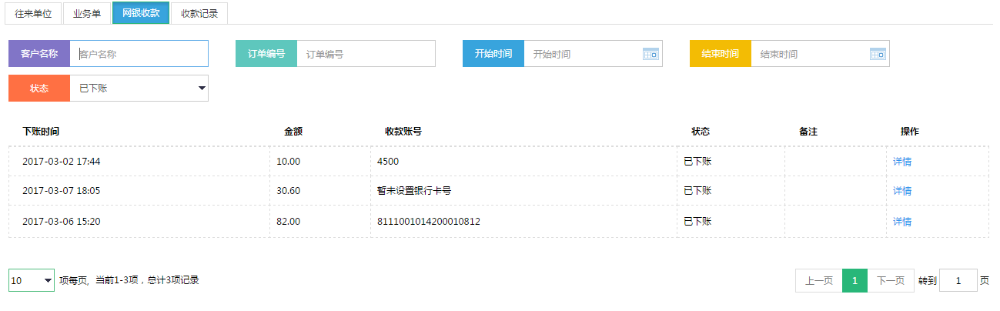 往来单位 业务单 网银收款 收款记录
客户名称 客户名称 订单编号 订单编号 开始时间 开始时间 结束时间 结束时间
状态 已下账
下账时间 金额 收款账号 状态 备注 操作
2017-03-02 17:44 10.00 4500 已下账 详情
2017-03-07 18:05 30.60 暂未设置银行卡号 已下账 详情
2017-03-06 15:20 82.00 8111001014200010812 已下账 详情
10 项每页, 当前1-3项，总计3项记录 上一页 1 下一页 转到 1 页